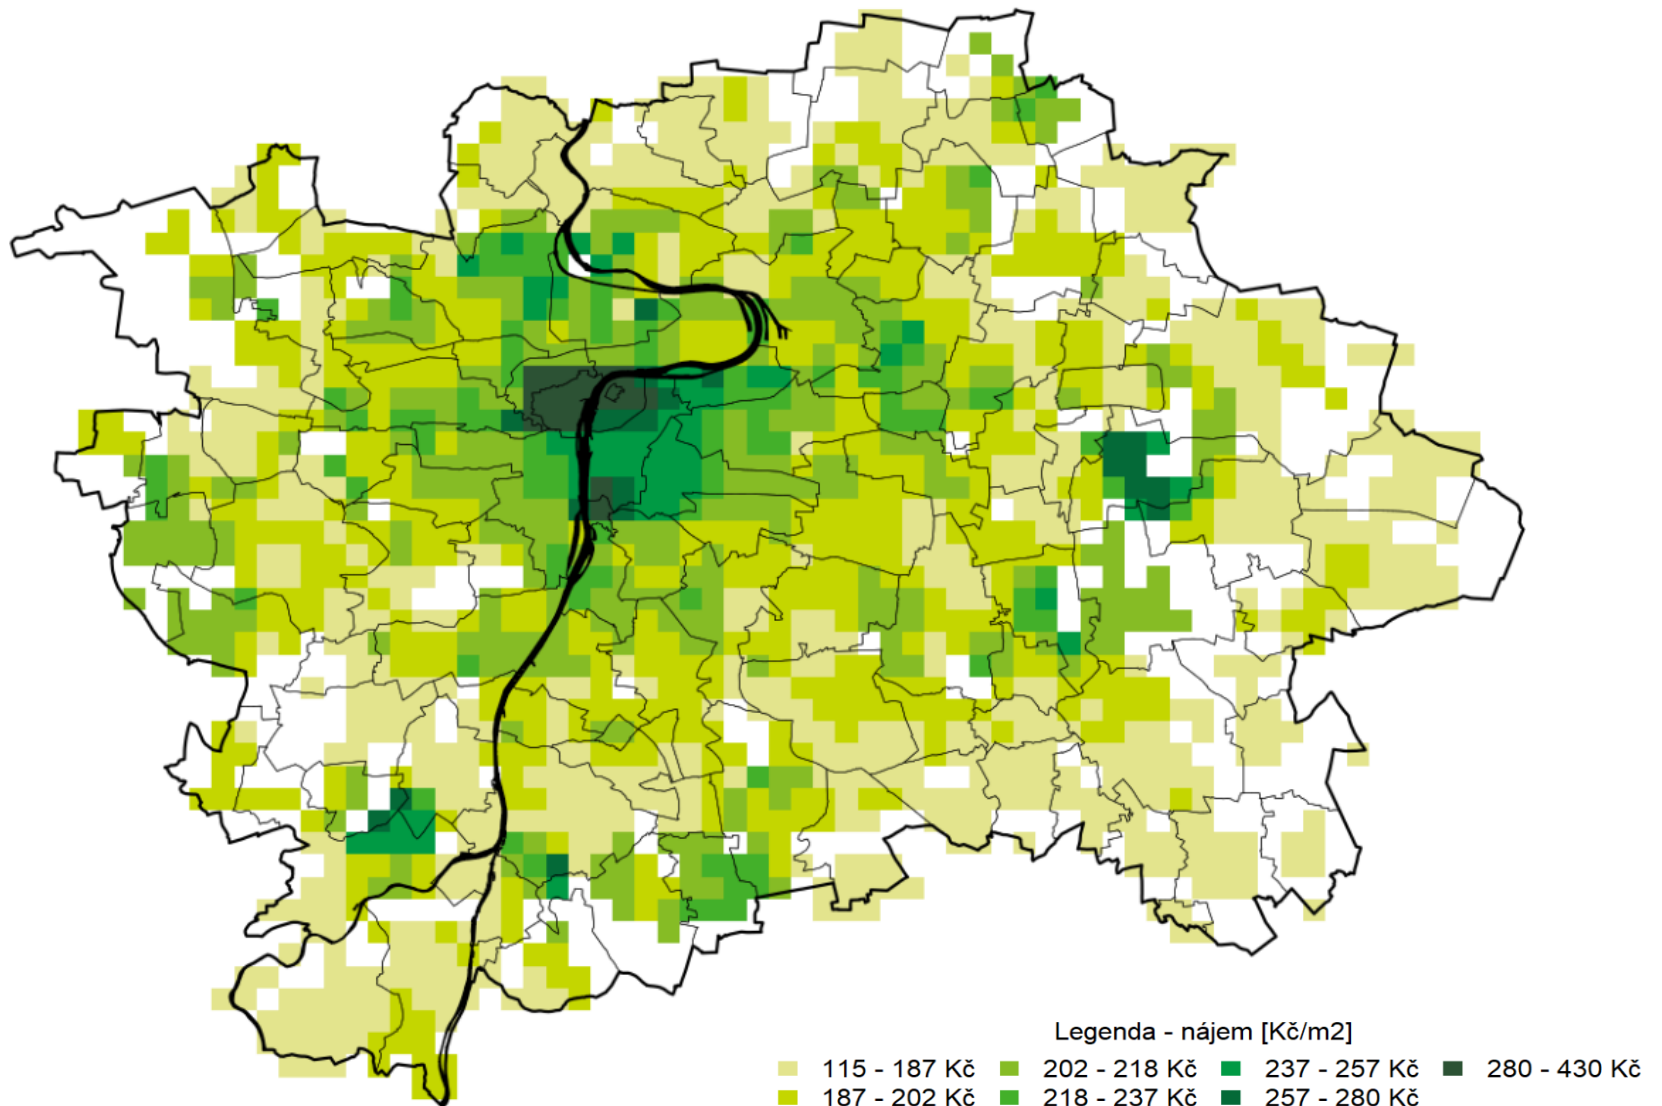 Legenda - nájem [Kč/m2]
115 - 187 Kč 202 - 218 Kč 237 - 257 Kč 280 - 430 Kč
187 - 202 Kč 218 - 237 Kč 257 - 280 Kč